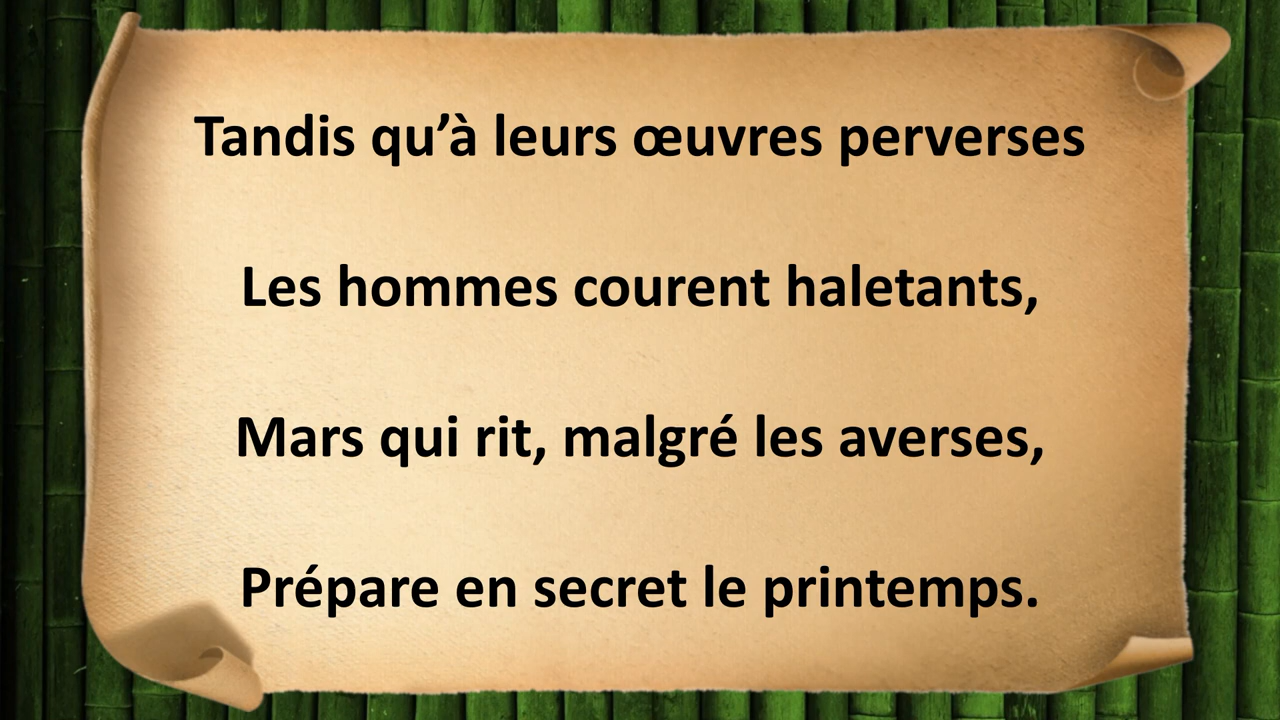 Tandis qu’à leurs œuvres perverses
Les hommes courent haletants,
Mars qui rit, malgré les averses,
Prépare en secret le printemps.